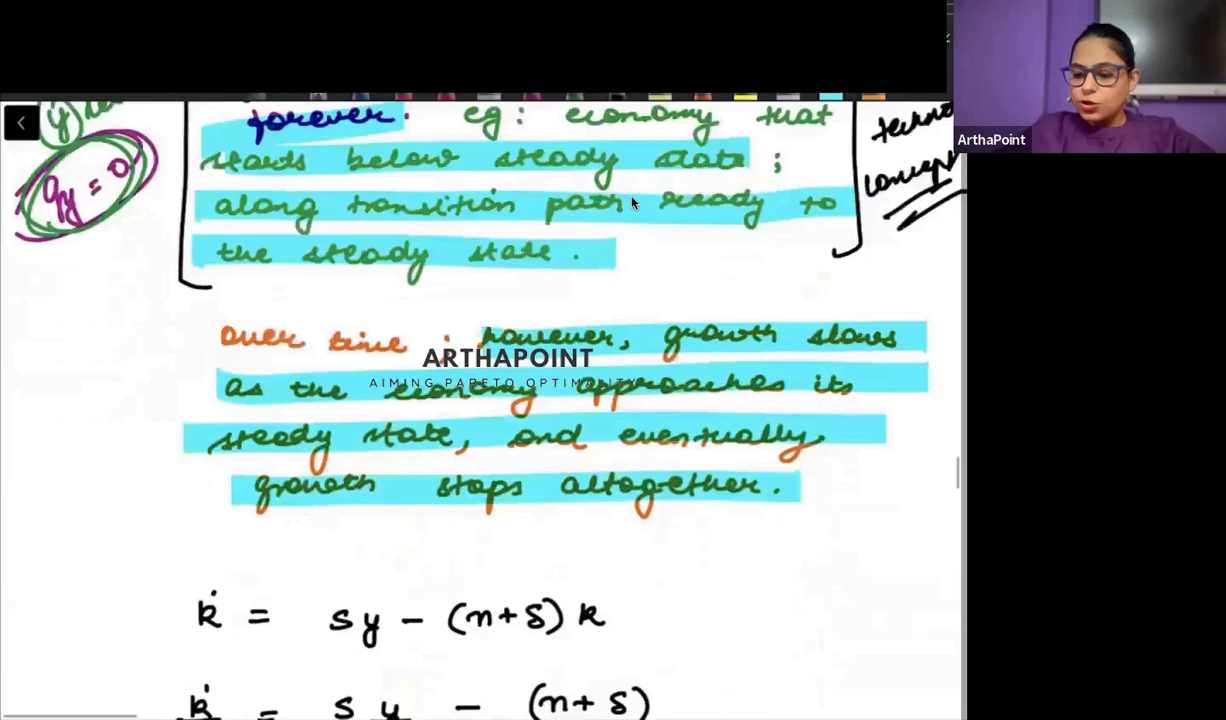 forever. eg: economy that
starts below steady state ;
along transition path ready to
the steady state .
gy = 0
ArthaPoint
over time ; however, growth slows
as the economy approaches its
steady state, and eventually
growth stops altogether.
ARTHAPOINT
AIMING PARETO OPTIMALITY
k̇ = sy - (n+δ) k
k̇ = s y - (n+δ)